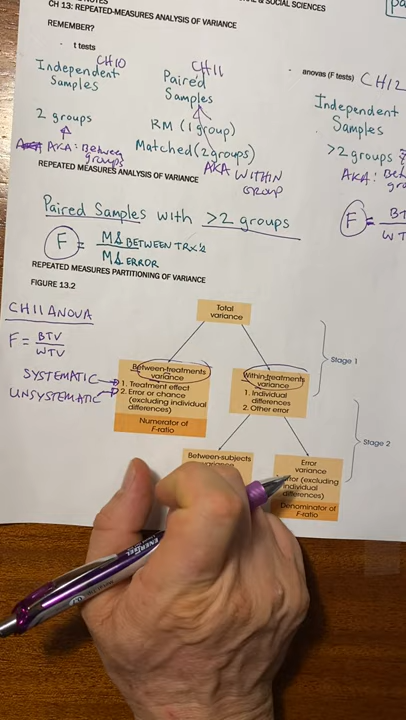 & SOCIAL SCIENCES
CH 13: REPEATED-MEASURES ANALYSIS OF VARIANCE
REMEMBER?
t tests
CH10
Independent
Samples
2 groups
AKA: Between
groups
CH11
Paired
Samples
RM (1 group)
Matched (2 groups)
AKA WITHIN
GROUP
anovas (F tests) CH12
Independent
Samples
>2 groups
AKA: Bet
F = BT
WT
REPEATED MEASURES ANALYSIS OF VARIANCE
Paired Samples with >2 groups
F = MS BETWEEN TRX'S
MS ERROR
REPEATED MEASURES PARTITIONING OF VARIANCE
FIGURE 13.2
CH11 ANOVA
F = BTV
WTV
SYSTEMATIC
UNSYSTEMATIC
Total
variance
Stage 1
Between-treatments
variance
1. Treatment effect
2. Error or chance
(excluding individual
differences)
Numerator of
F-ratio
Within-treatments
variance
1. Individual
differences
2. Other error
Stage 2
Between-subjects
Error
variance
(excluding
individual
differences)
Denominator of
F-ratio